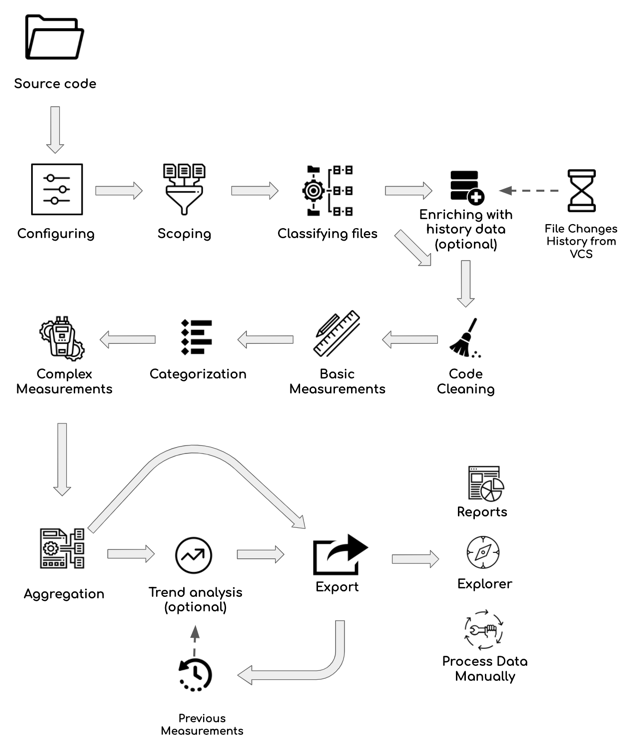 Source code
Configuring
Scoping
Classifying files
Enriching with
history data
(optional)
File Changes
History from
VCS
Complex
Measurements
Categorization
Basic
Measurements
Code
Cleaning
Reports
Aggregation
Trend analysis
(optional)
Export
Explorer
Process Data
Manually
Previous
Measurements